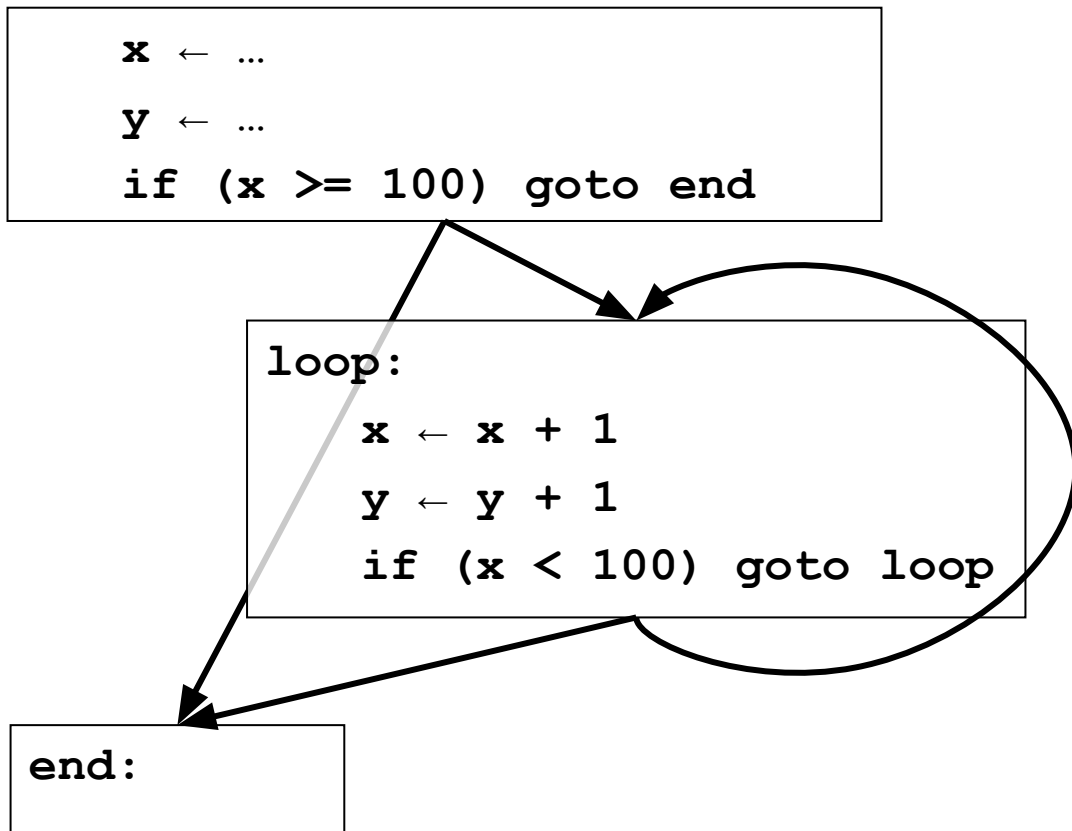 x ← …
y ← …
if (x >= 100) goto end
loop:
x ← x + 1
y ← y + 1
if (x < 100) goto loop
end: